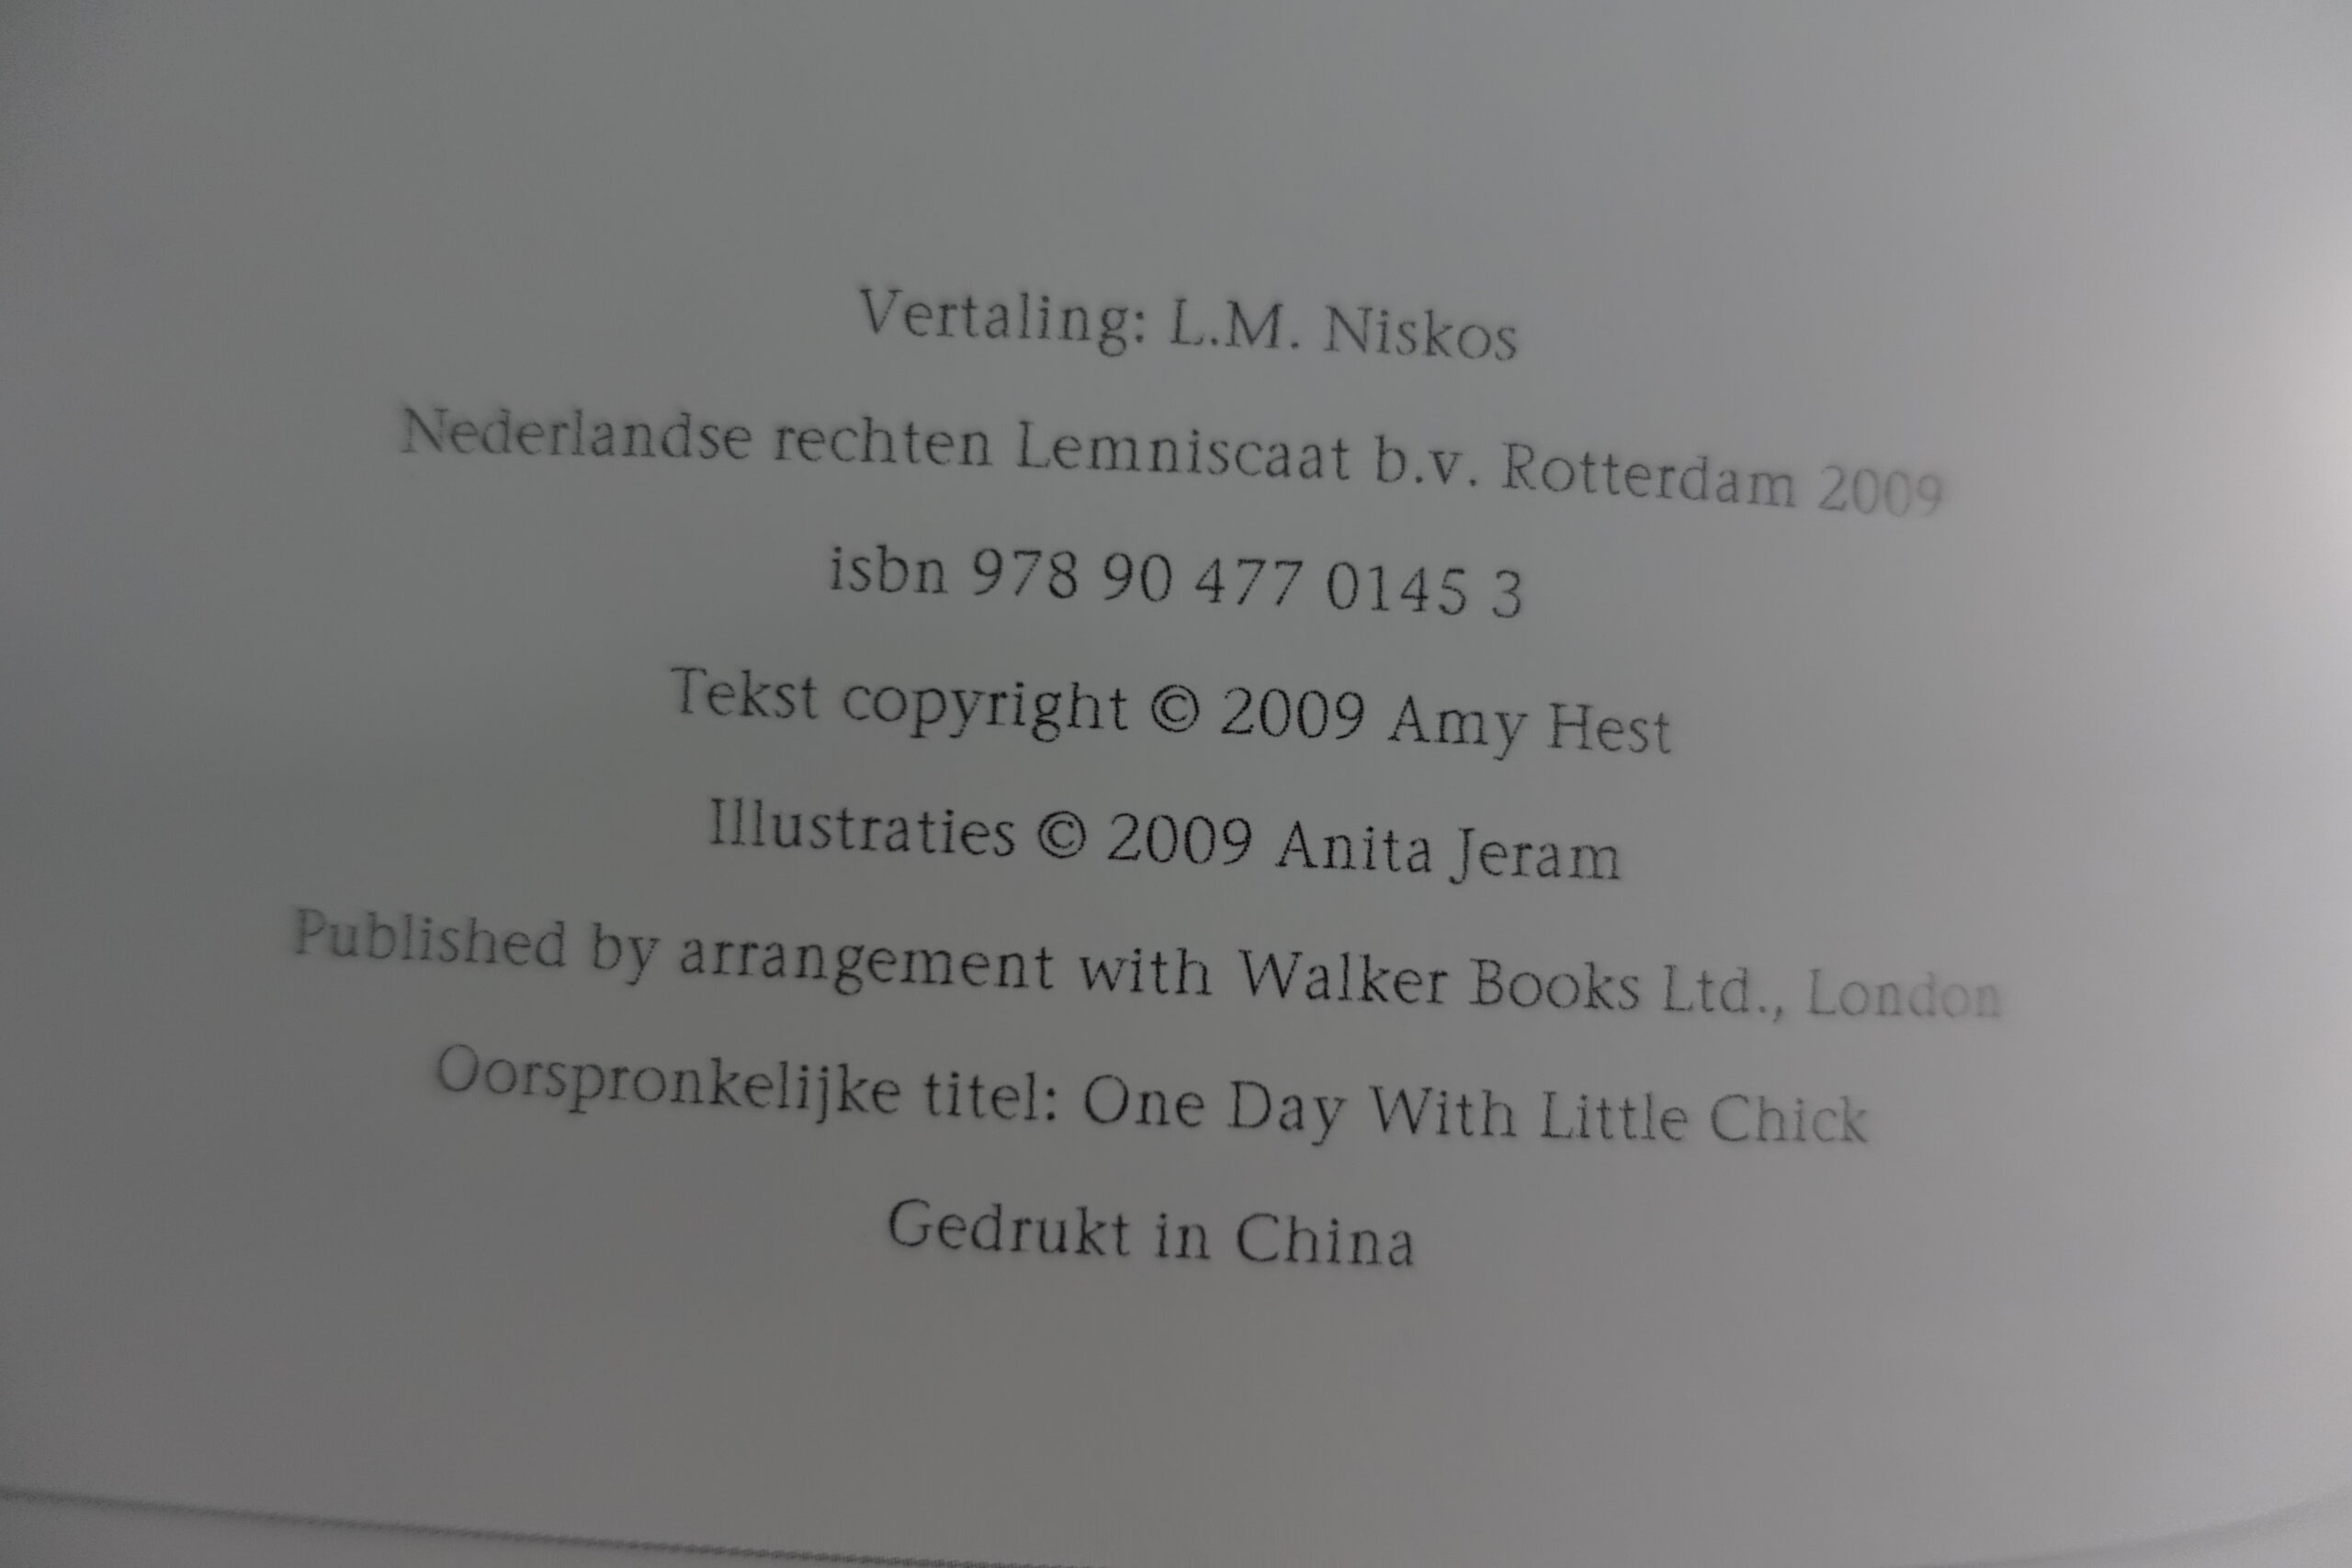 Vertaling: L.M. Niskos
Nederlandse rechten Lemniscaat b.v. Rotterdam 2009
isbn 978 90 477 0145 3
Tekst copyright © 2009 Amy Hest
Illustraties © 2009 Anita Jeram
Published by arrangement with Walker Books Ltd., London
Oorspronkelijke titel: One Day With Little Chick
Gedrukt in China